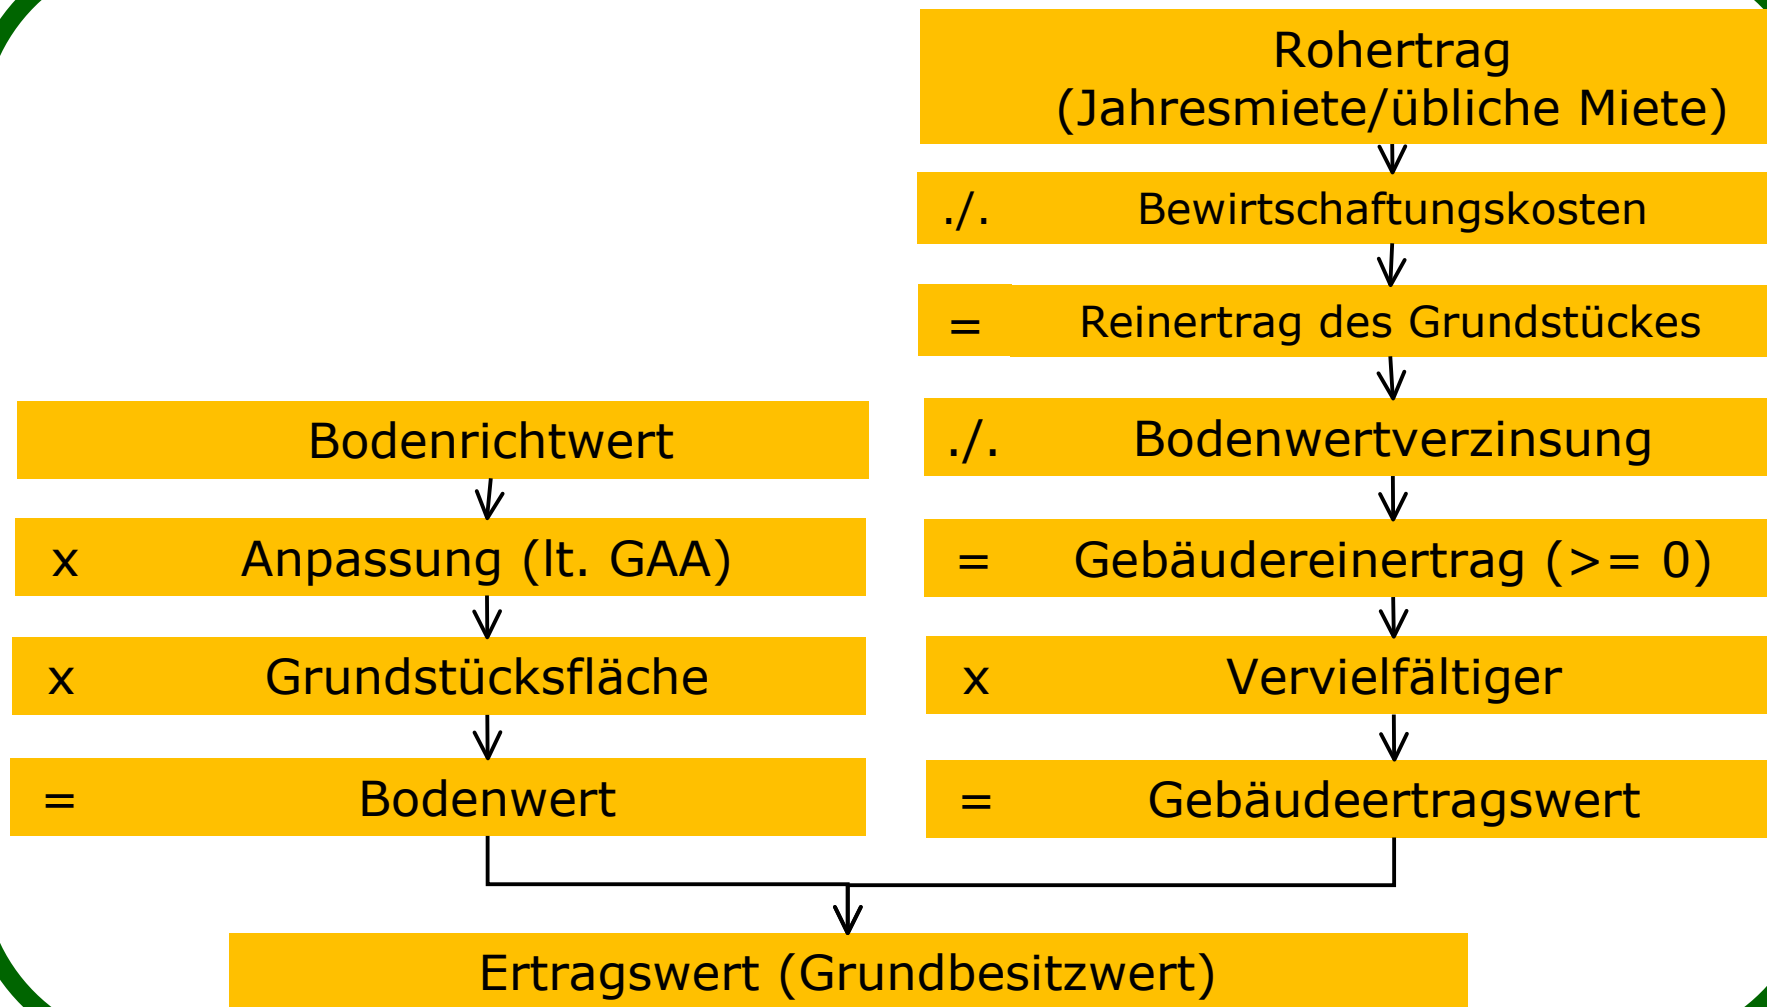 Rohertrag
(Jahresmiete/übliche Miete)
./. Bewirtschaftungskosten
= Reinertrag des Grundstückes
./. Bodenwertverzinsung
= Gebäudereinertrag (>= 0)
x Vervielfältiger
= Gebäudeertragswert
Bodenrichtwert
x Anpassung (lt. GAA)
x Grundstücksfläche
= Bodenwert
Ertragswert (Grundbesitzwert)